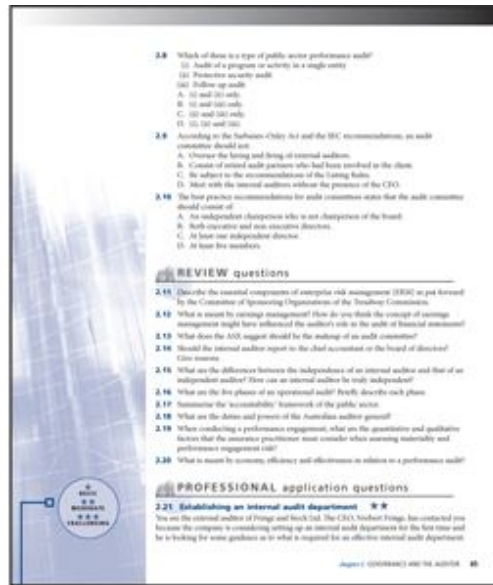 2.8 Which of these is a type of public sector performance audit?
(i) Audit of a program or activity in a single entity
(ii) Protective security audit
(iii) Follow up audit
A. (i) and (ii) only.
B. (i) and (iii) only.
C. (ii) and (iii) only.
D. (i), (ii) and (iii).
2.9 According to the Sarbanes-Oxley Act and the SEC recommendations, an audit
committee should not:
A. Oversee the hiring and firing of external auditors.
B. Consist of retired audit partners who had been involved in the client.
C. Be subject to the recommendations of the Listing Rules.
D. Meet with the internal auditors without the presence of the CEO.
2.10 The best practice recommendations for audit committees states that the audit committee
should consist of
A. An independent chairperson who is not chairperson of the board.
B. Both executive and non executive directors.
C. At least one independent director.
D. At least five members.
REVIEW questions
2.11 Describe the essential components of enterprise risk management (ERM) as put forward
by the Committee of Sponsoring Organizations of the Treadway Commission.
2.12 What is meant by earnings management? How do you think the concept of earnings
management might have influenced the auditor's role in the audit of financial statements?
2.13 What does the ASX suggest should be the makeup of an audit committee?
2.14 Should the internal auditor report to the chief accountant or the board of directors?
Give reasons.
2.15 What are the differences between the independence of an internal auditor and that of an
independent auditor? How can an internal auditor be truly independent?
2.16 What are the five phases of an operational audit? Briefly describe each phase.
2.17 Summarise the 'accountability' framework of the public sector.
2.18 What are the duties and powers of the Australian auditor-general?
2.19 When conducting a performance engagement, what are the quantitative and qualitative
factors that the assurance practitioner must consider when assessing materiality and
performance engagement risk?
2.20 What is meant by economy, efficiency and effectiveness in relation to a performance audit?
PROFESSIONAL application questions
★
BASIC
★★
MODERATE
★★★
CHALLENGING
2.21 Establishing an internal audit department ★★
You are the external auditor of Fringe and Stock Ltd. The CEO, Norbert Fringe, has contacted you
because the company is considering setting up an internal audit department for the first time and
he is looking for some guidance as to what is required for an effective internal audit department.
chapter 2 GOVERNANCE AND THE AUDITOR